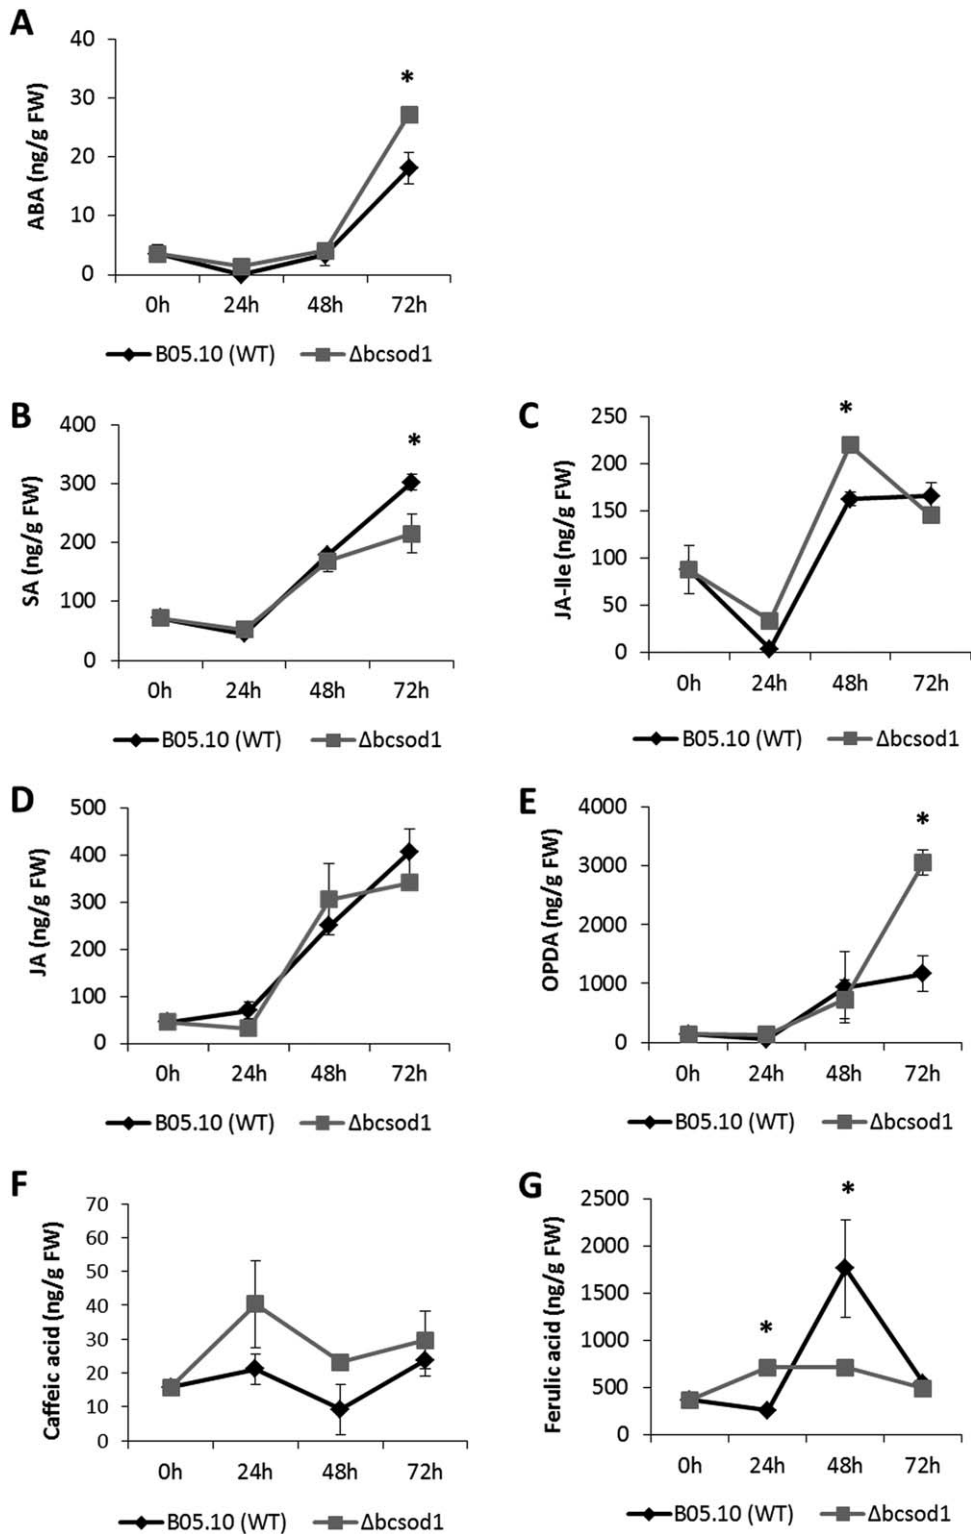 A
ABA (ng/g FW)
40
30
20
10
0
*
0h 24h 48h 72h
B05.10 (WT) Δbcsod1
B
SA (ng/g FW)
400
300
200
100
0
*
0h 24h 48h 72h
B05.10 (WT) Δbcsod1
C
JA-Ile (ng/g FW)
250
200
150
100
50
0
*
0h 24h 48h 72h
B05.10 (WT) Δbcsod1
D
JA (ng/g FW)
500
400
300
200
100
0
0h 24h 48h 72h
B05.10 (WT) Δbcsod1
E
OPDA (ng/g FW)
4000
3000
2000
1000
0
*
0h 24h 48h 72h
B05.10 (WT) Δbcsod1
F
Caffeic acid (ng/g FW)
70
60
50
40
30
20
10
0
0h 24h 48h 72h
B05.10 (WT) Δbcsod1
G
Ferulic acid (ng/g FW)
2500
2000
1500
1000
500
0
*
*
0h 24h 48h 72h
B05.10 (WT) Δbcsod1